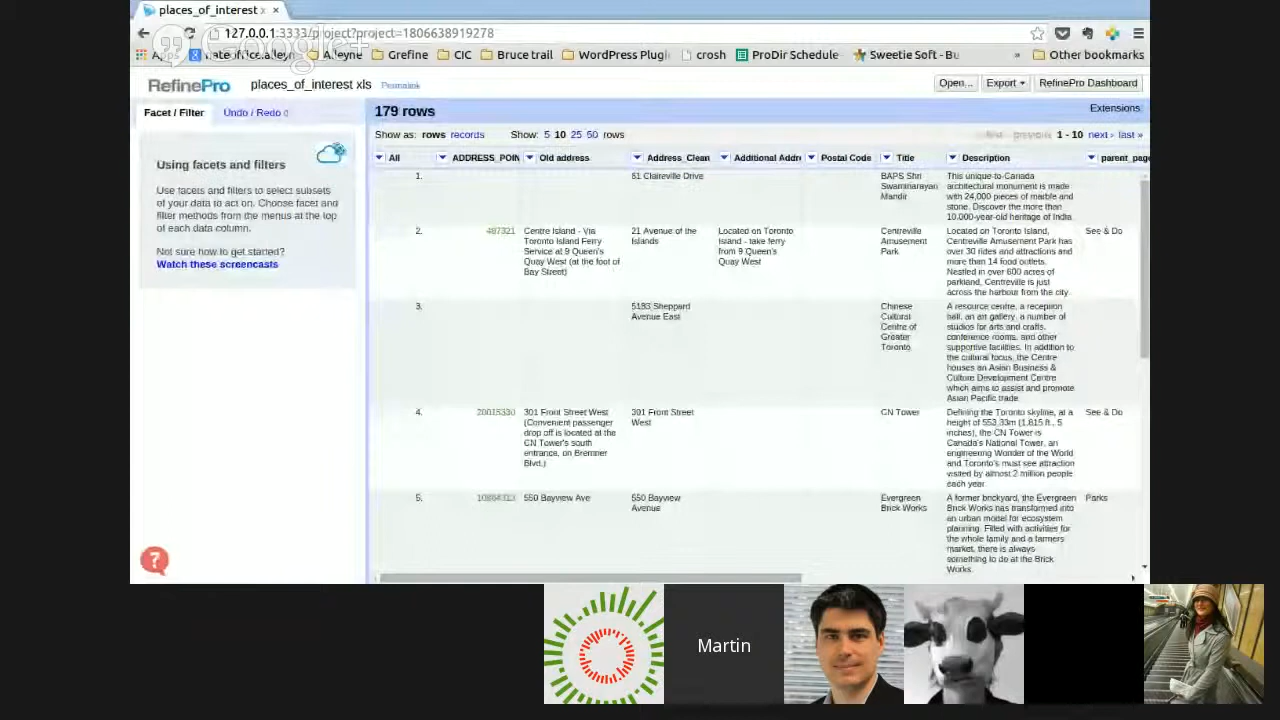 places_of_interest x
127.0.0.1:3333/project?project=1806638919278
Google+
Alleyne Grefine CIC Bruce trail WordPress Plugi crosh ProDir Schedule Sweetie Soft - Bu » Other bookmarks
RefinePro places_of_interest xls Permalink Open... Export RefinePro Dashboard
Facet / Filter Undo / Redo 0 179 rows Extensions:
Show as: rows records Show: 5 10 25 50 rows first previous 1 - 10 next › last »
All ADDRESS_POIN Old address Address_Clean Additional Addre Postal Code Title Description parent_page
Using facets and filters
Use facets and filters to select subsets
of your data to act on. Choose facet and
filter methods from the menus at the top
of each data column.
Not sure how to get started?
Watch these screencasts
1.
61 Claireville Drive
BAPS Shri
Swaminarayan
Mandir
This unique-to-Canada
architectural monument is made
with 24,000 pieces of marble and
stone. Discover the more than
10,000-year-old heritage of India.
2.
487321
Centre Island - Via
Toronto Island Ferry
Service at 9 Queen's
Quay West (at the foot of
Bay Street)
21 Avenue of the
Islands
Located on Toronto
Island - take ferry
from 9 Queen's
Quay West
Centreville
Amusement
Park
Located on Toronto Island,
Centreville Amusement Park has
over 30 rides and attractions and
more than 14 food outlets.
Nestled in over 600 acres of
parkland, Centreville is just
across the harbour from the city.
See & Do
3.
5183 Sheppard
Avenue East
Chinese
Cultural
Centre of
Greater
Toronto
A resource centre, a reception
hall, an art gallery, a number of
studios for arts and crafts,
conference rooms, and other
supportive facilities. In addition to
the cultural focus, the Centre
houses an Asian Business &
Culture Development Centre
which aims to assist and promote
Asian Pacific trade
4.
20015330
301 Front Street West
(Convenient passenger
drop off is located at the
CN Tower's south
entrance, on Bremner
Blvd.)
301 Front Street
West
CN Tower
Defining the Toronto skyline, at a
height of 553.33m (1,815 ft., 5
inches), the CN Tower is
Canada's National Tower, an
engineering Wonder of the World
and Toronto's must see attraction
visited by almost 2 million people
each year.
See & Do
5.
550 Bayview Ave
550 Bayview
Avenue
Evergreen
Brick Works
A former brickyard, the Evergreen
Brick Works has transformed into
an urban model for ecosystem
planning. Filled with activities for
the whole family and a farmers
market, there is always
something to do at the Brick
Works.
Parks
?
Martin